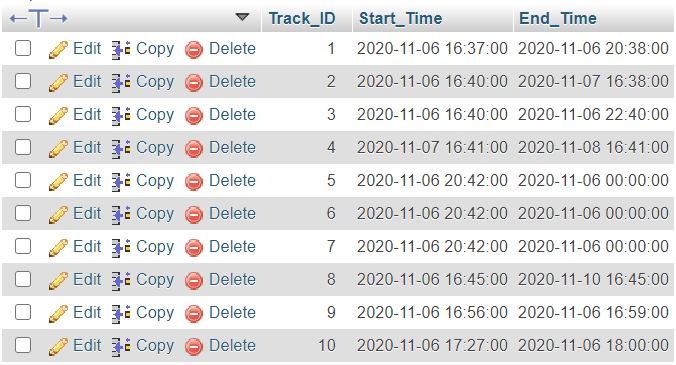 Track_ID Start_Time End_Time
Edit Copy Delete 1 2020-11-06 16:37:00 2020-11-06 20:38:00
Edit Copy Delete 2 2020-11-06 16:40:00 2020-11-07 16:38:00
Edit Copy Delete 3 2020-11-06 16:40:00 2020-11-06 22:40:00
Edit Copy Delete 4 2020-11-07 16:41:00 2020-11-08 16:41:00
Edit Copy Delete 5 2020-11-06 20:42:00 2020-11-06 00:00:00
Edit Copy Delete 6 2020-11-06 20:42:00 2020-11-06 00:00:00
Edit Copy Delete 7 2020-11-06 20:42:00 2020-11-06 00:00:00
Edit Copy Delete 8 2020-11-06 16:45:00 2020-11-10 16:45:00
Edit Copy Delete 9 2020-11-06 16:56:00 2020-11-06 16:59:00
Edit Copy Delete 10 2020-11-06 17:27:00 2020-11-06 18:00:00